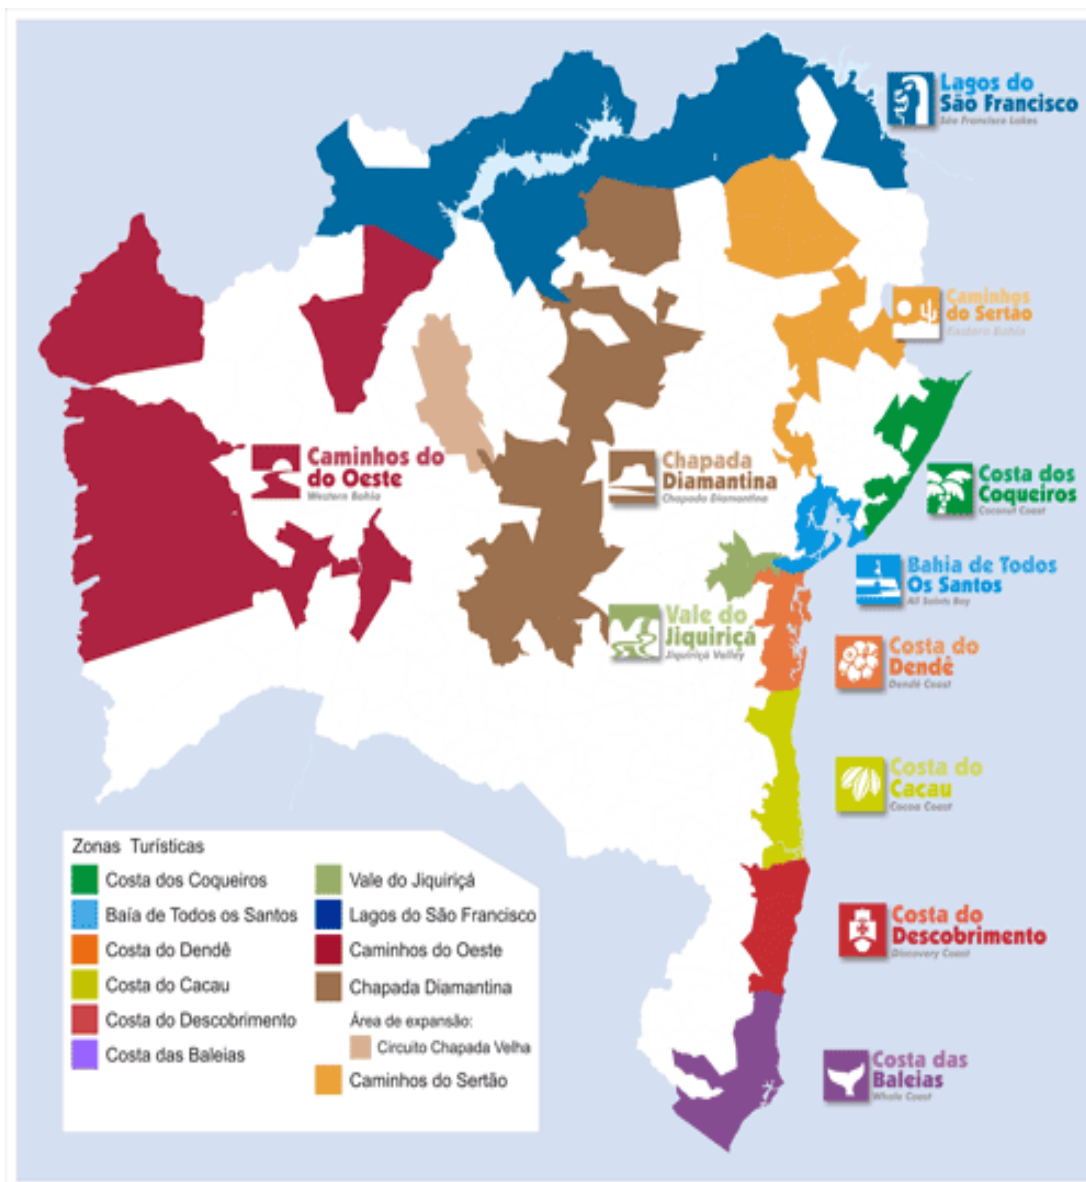 Lagos do
São Francisco
São Francisco Lakes
Caminhos
do Sertão
Eastern Bahia
Caminhos do
do Oeste
Western Bahia
Chapada
Diamantina
Chapada Diamantina
Costa dos
Coqueiros
Coconut Coast
Bahia de Todos
Os Santos
All Saints Bay
Vale do
Jiquiriçá
Jiquiriçá Valley
Costa do
Dendê
Dendê Coast
Costa do
Cacau
Cocoa Coast
Costa do
Descobrimento
Discovery Coast
Costa das
Baleias
Whale Coast
Zonas Turísticas
Costa dos Coqueiros
Baía de Todos os Santos
Costa do Dendê
Costa do Cacau
Costa do Descobrimento
Costa das Baleias
Vale do Jiquiriçá
Lagos do São Francisco
Caminhos do Oeste
Chapada Diamantina
Área de expansão:
Circuito Chapada Velha
Caminhos do Sertão